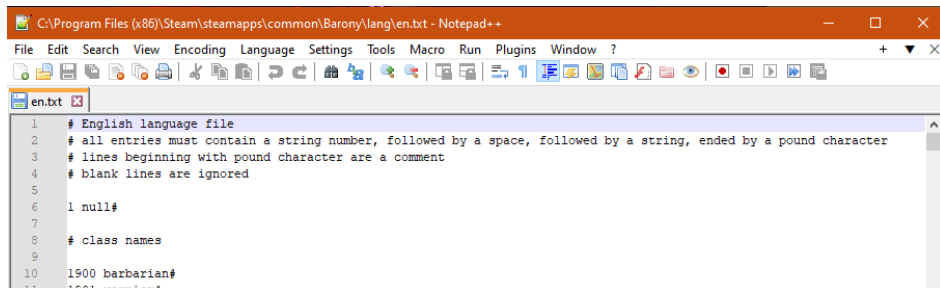 C:\Program Files (x86)\Steam\steamapps\common\Barony\lang\en.txt - Notepad++
File Edit Search View Encoding Language Settings Tools Macro Run Plugins Window ?
en.txt
1 # English language file
2 # all entries must contain a string number, followed by a space, followed by a string, ended by a pound character
3 # lines beginning with pound character are a comment
4 # blank lines are ignored
5
6 1 null#
7
8 # class names
9
10 1900 barbarian#